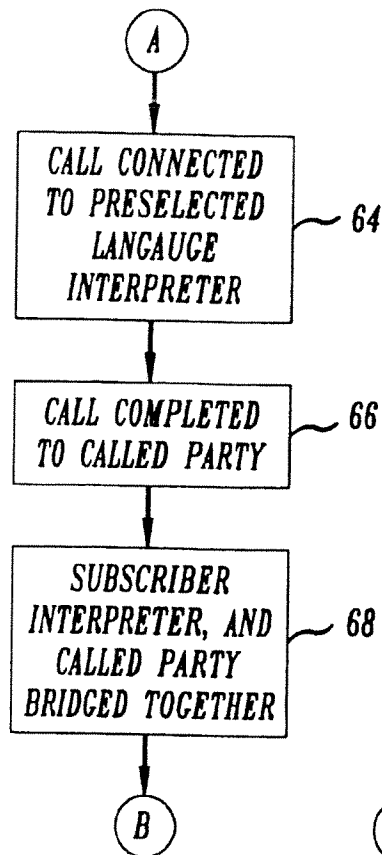 A
CALL CONNECTED
TO PRESELECTED
LANGAUGE
INTERPRETER
64
CALL COMPLETED
TO CALLED PARTY
66
SUBSCRIBER
INTERPRETER, AND
CALLED PARTY
BRIDGED TOGETHER
68
B